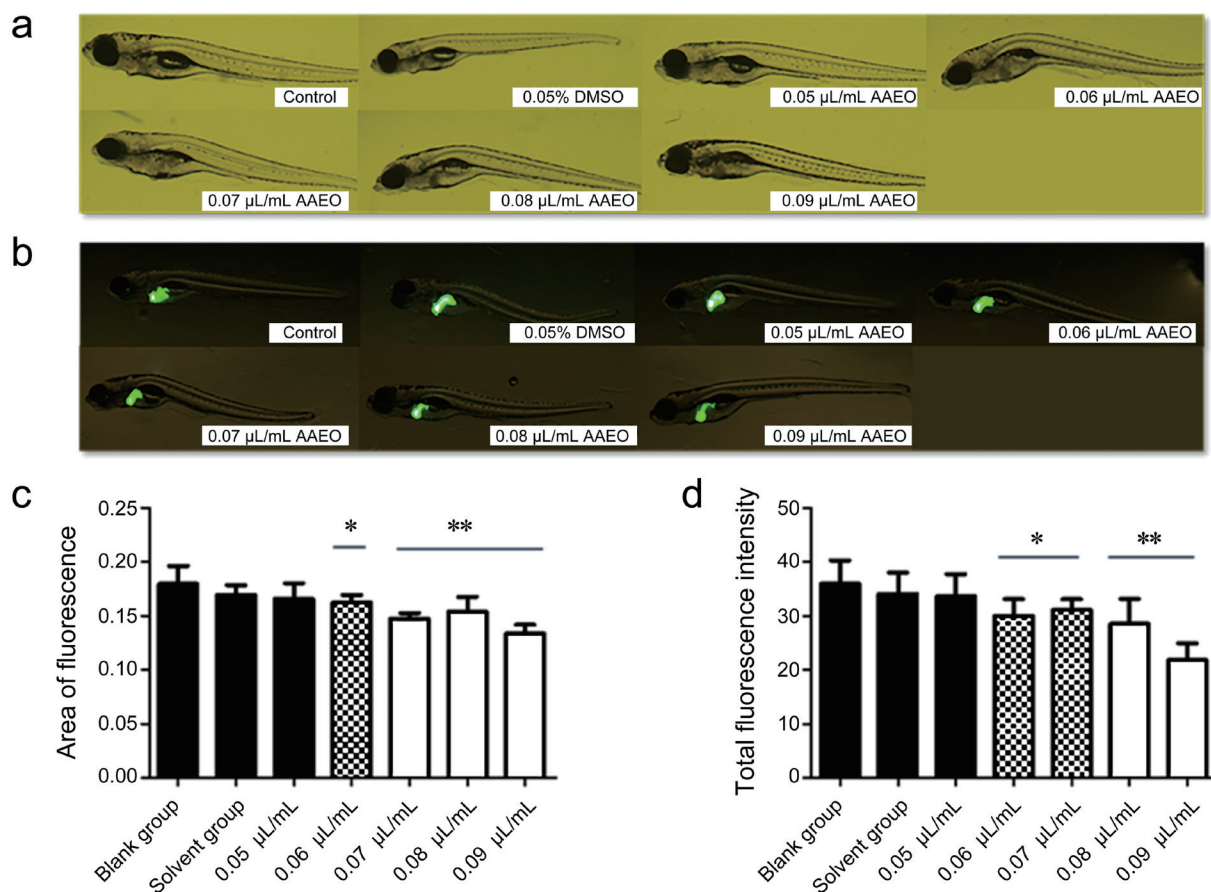 a
Control
0.05% DMSO
0.05 µL/mL AAEO
0.06 µL/mL AAEO
0.07 µL/mL AAEO
0.08 µL/mL AAEO
0.09 µL/mL AAEO
b
Control
0.05% DMSO
0.05 µL/mL AAEO
0.06 µL/mL AAEO
0.07 µL/mL AAEO
0.08 µL/mL AAEO
0.09 µL/mL AAEO
c
Area of fluorescence
0.25
0.20
0.15
0.10
0.05
0.00
*
**
Blank group
Solvent group
0.05 µL/mL
0.06 µL/mL
0.07 µL/mL
0.08 µL/mL
0.09 µL/mL
d
Total fluorescence intensity
50
40
30
20
10
0
*
**
Blank group
Solvent group
0.05 µL/mL
0.06 µL/mL
0.07 µL/mL
0.08 µL/mL
0.09 µL/mL